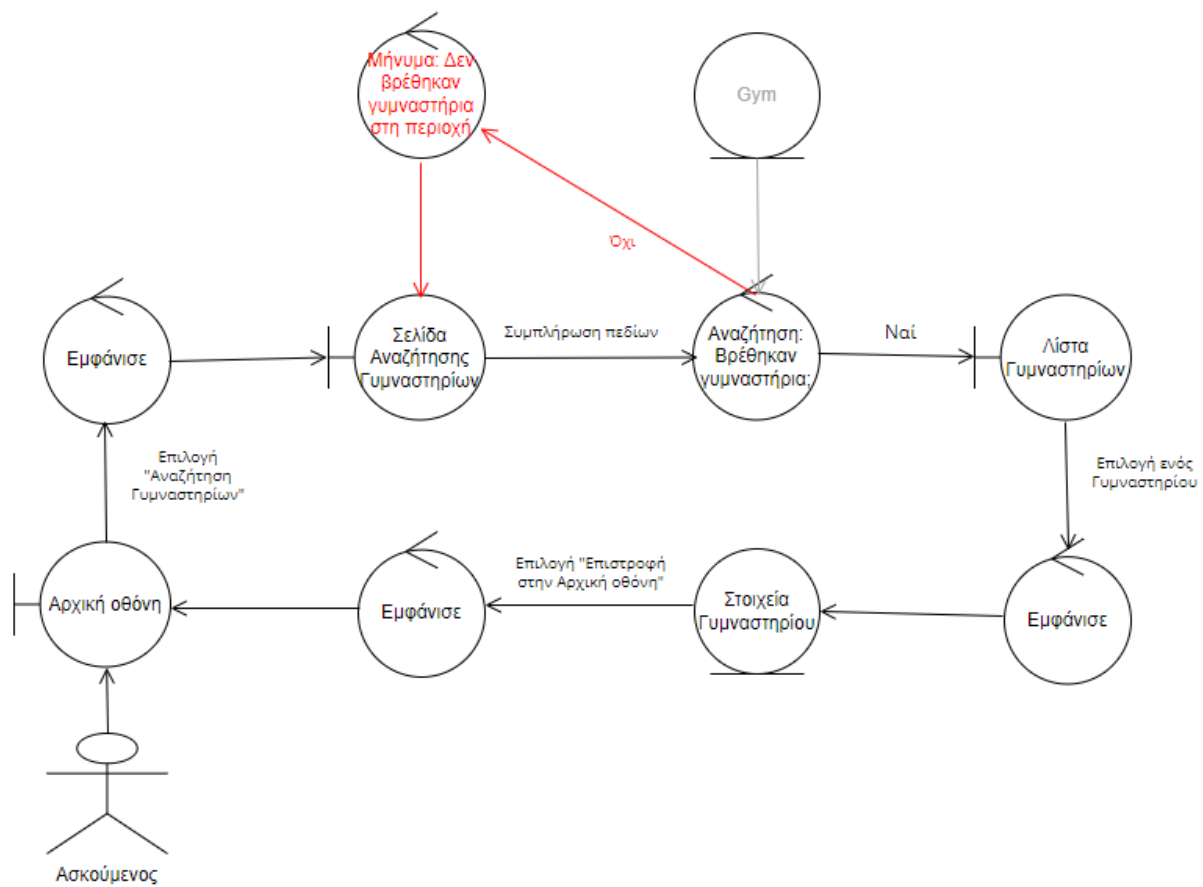 Μήνυμα: Δεν
βρέθηκαν
γυμναστήρια
στη περιοχή
Gym
Όχι
Εμφάνισε
Σελίδα
Αναζήτησης
Γυμναστηρίων
Συμπλήρωση πεδίων
Αναζήτηση:
Βρέθηκαν
γυμναστήρια;
Ναί
Λίστα
Γυμναστηρίων
Επιλογή
"Αναζήτηση
Γυμναστηρίων"
Επιλογή ενός
Γυμναστηρίου
Αρχική οθόνη
Εμφάνισε
Επιλογή "Επιστροφή
στην Αρχική οθόνη"
Στοιχεία
Γυμναστηρίου
Εμφάνισε
Ασκούμενος